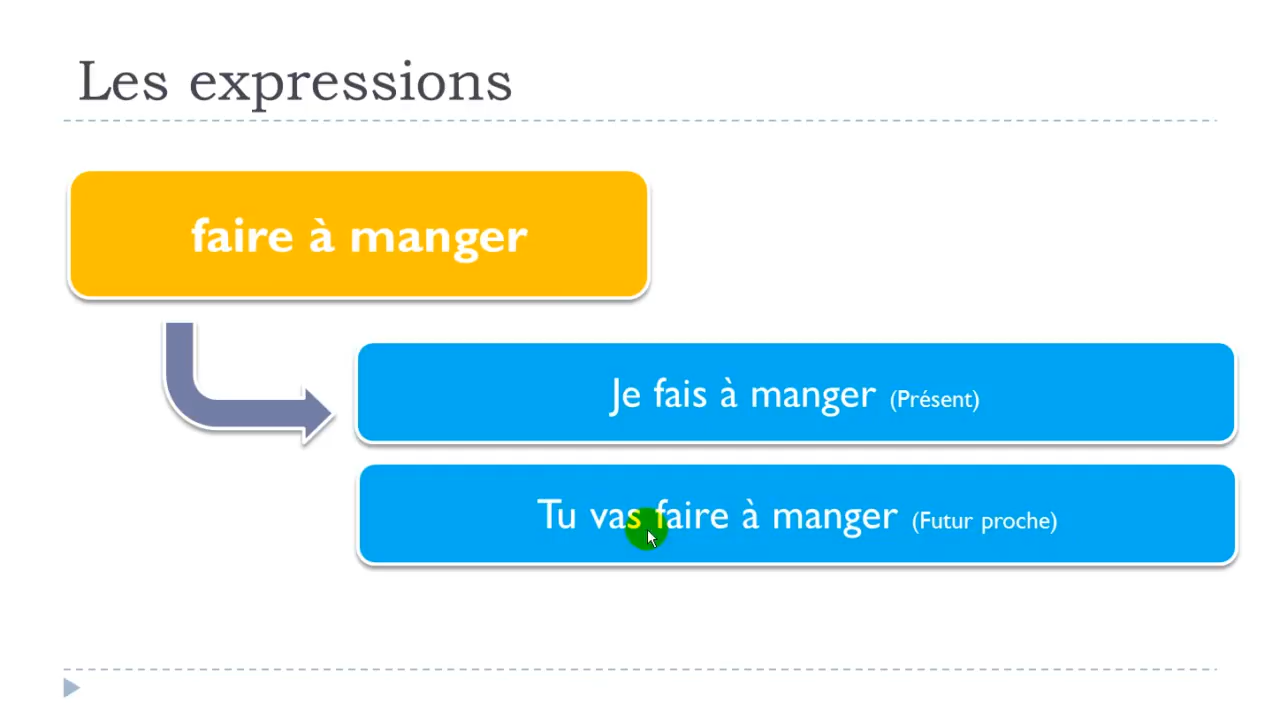 Les expressions
faire à manger
Je fais à manger (Présent)
Tu vas faire à manger (Futur proche)